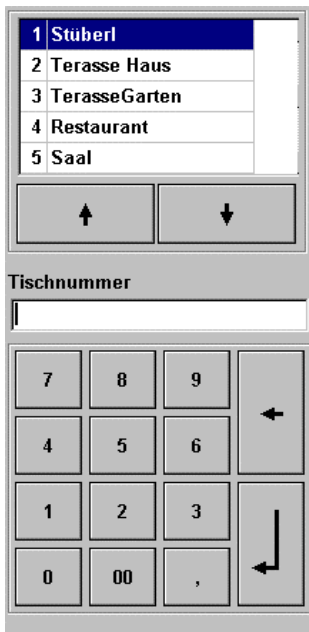 1 Stüberl
2 Terasse Haus
3 TerasseGarten
4 Restaurant
5 Saal
Tischnummer
7 8 9
4 5 6
1 2 3
0 00 ,